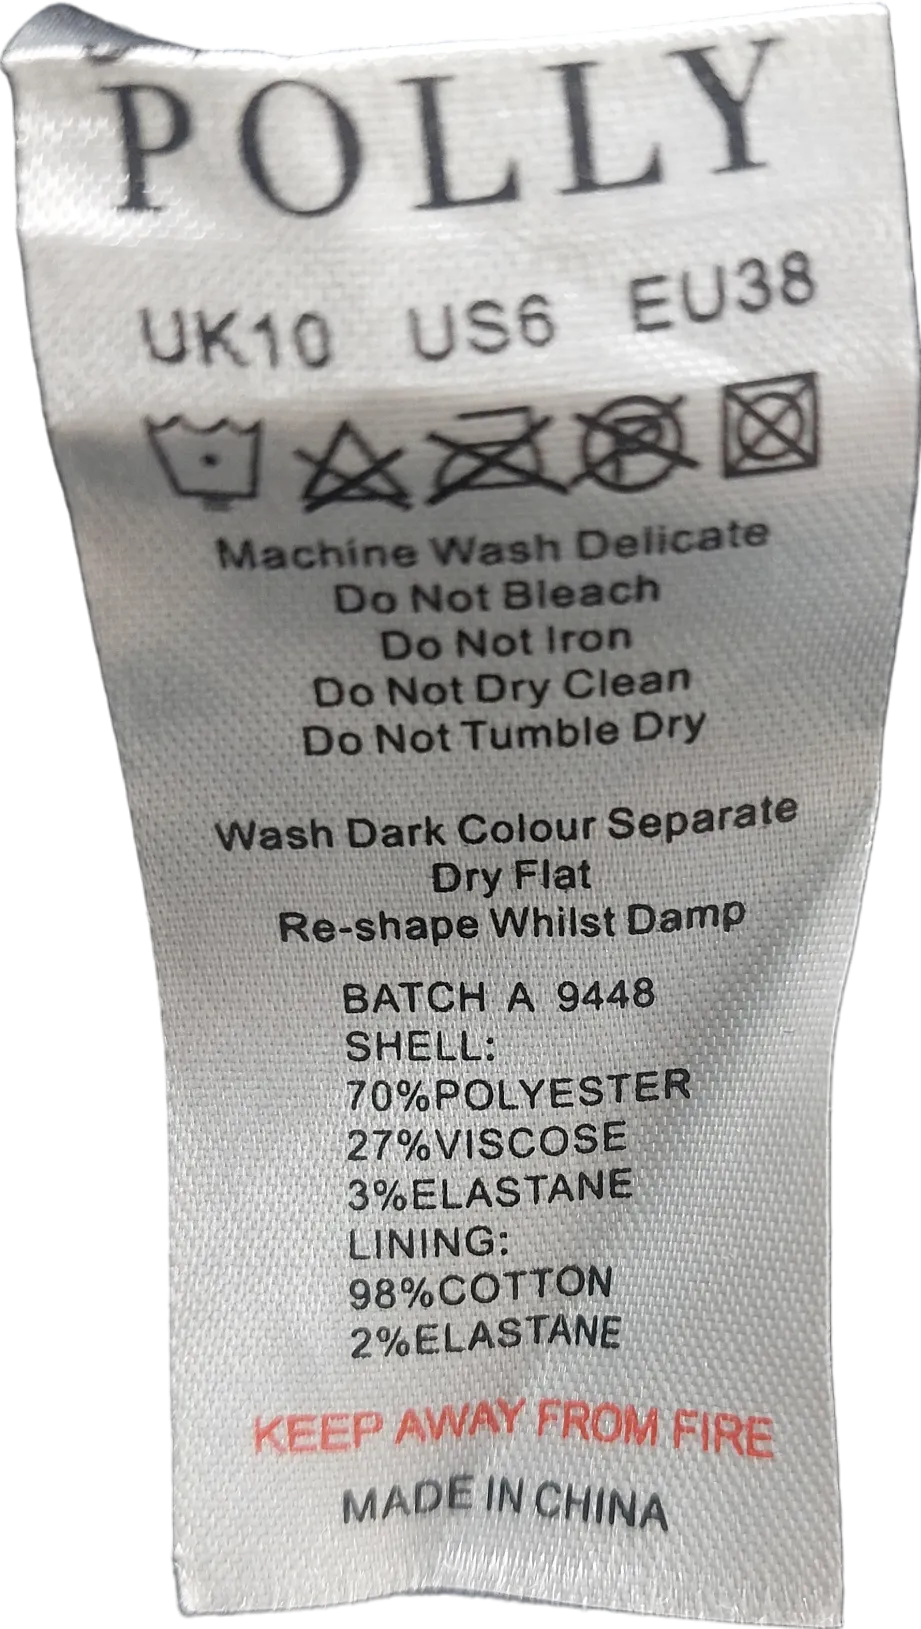 POLLY
UK10 US6 EU38
Machine Wash Delicate
Do Not Bleach
Do Not Iron
Do Not Dry Clean
Do Not Tumble Dry
Wash Dark Colour Separate
Dry Flat
Re-shape Whilst Damp
BATCH A 9448
SHELL:
70%POLYESTER
27%VISCOSE
3%ELASTANE
LINING:
98%COTTON
2%ELASTANE
KEEP AWAY FROM FIRE
MADE IN CHINA